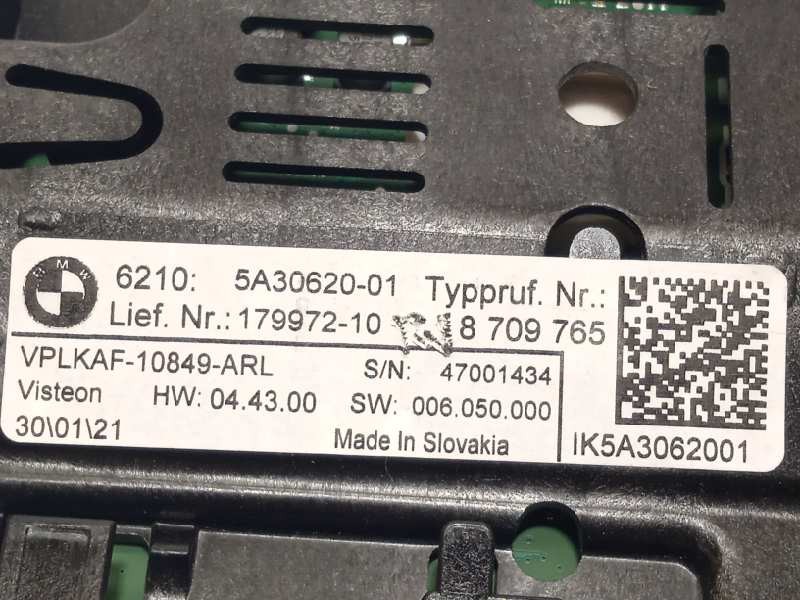 BMW
6210: 5A30620-01 Typpruf. Nr.:
Lief. Nr.: 179972-10 8 709 765
VPLKAF-10849-ARL S/N: 47001434
Visteon HW: 04.43.00 SW: 006.050.000
30\01\21 Made In Slovakia IK5A3062001